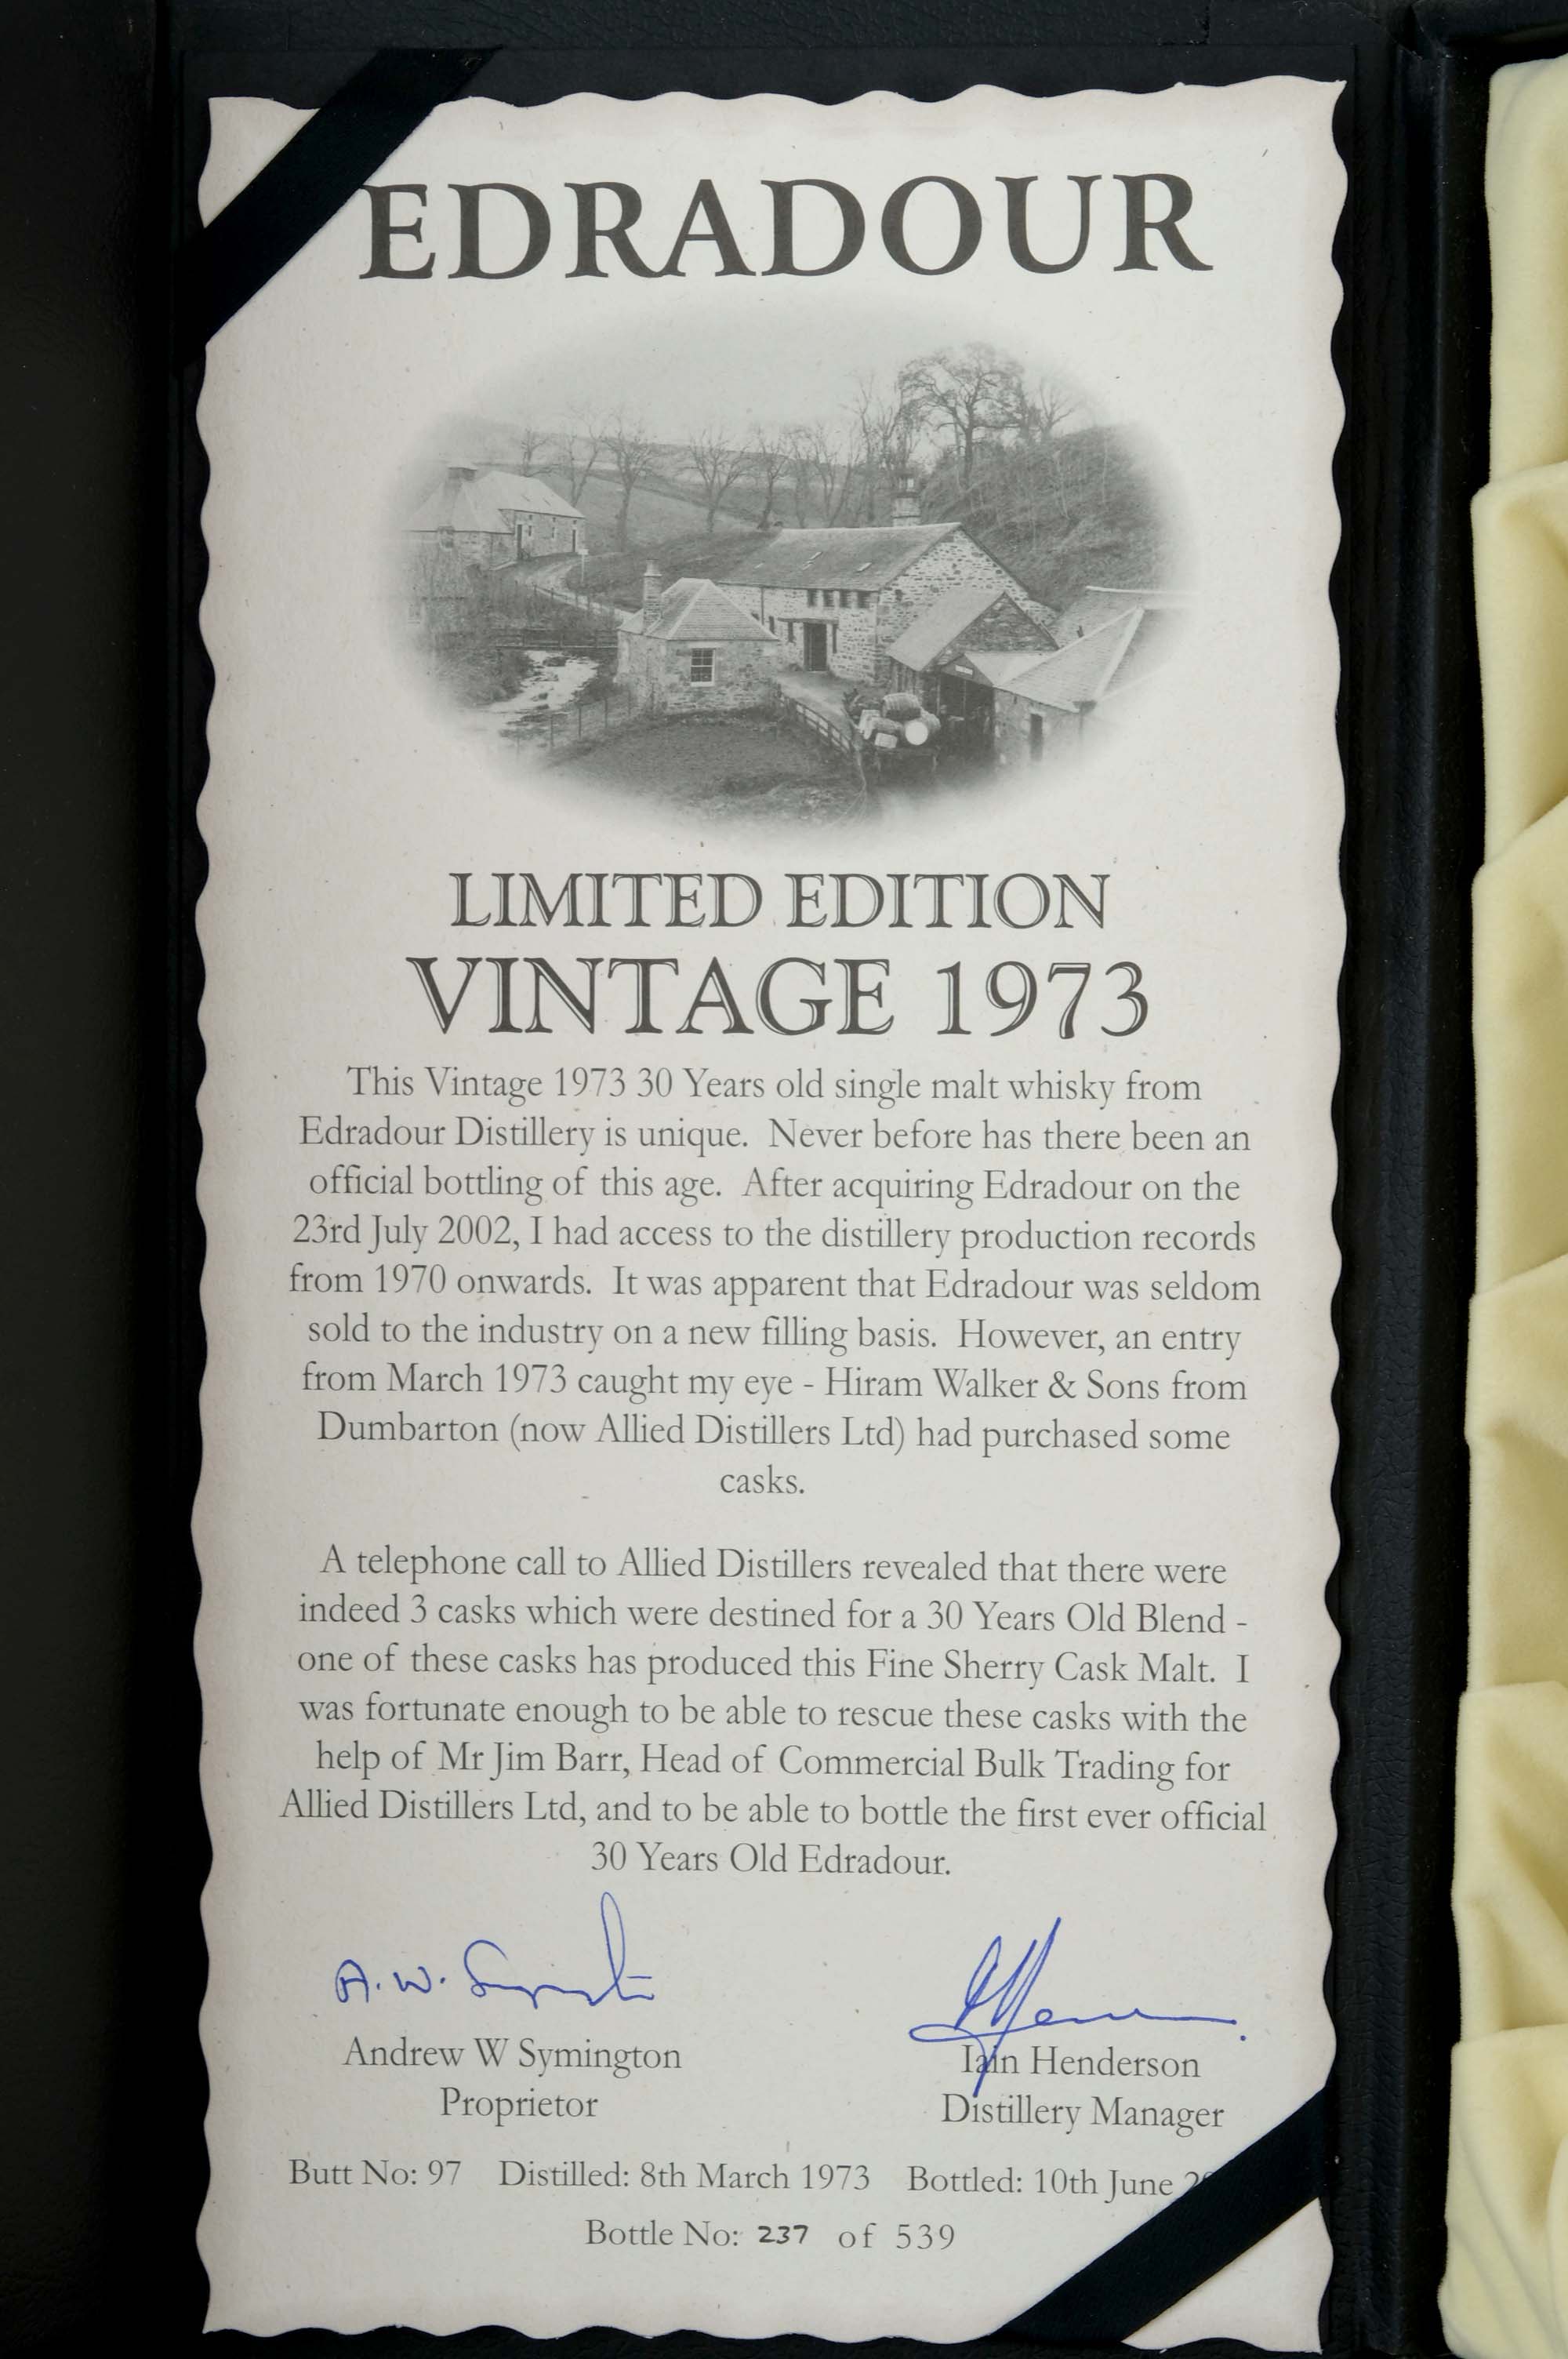 EDRADOUR
LIMITED EDITION
VINTAGE 1973
This Vintage 1973 30 Years old single malt whisky from
Edradour Distillery is unique. Never before has there been an
official bottling of this age. After acquiring Edradour on the
23rd July 2002, I had access to the distillery production records
from 1970 onwards. It was apparent that Edradour was seldom
sold to the industry on a new filling basis. However, an entry
from March 1973 caught my eye - Hiram Walker & Sons from
Dumbarton (now Allied Distillers Ltd) had purchased some
casks.
A telephone call to Allied Distillers revealed that there were
indeed 3 casks which were destined for a 30 Years Old Blend -
one of these casks has produced this Fine Sherry Cask Malt. I
was fortunate enough to be able to rescue these casks with the
help of Mr Jim Barr, Head of Commercial Bulk Trading for
Allied Distillers Ltd, and to be able to bottle the first ever official
30 Years Old Edradour.
A. W. Symington
Andrew W Symington
Iain Henderson
Proprietor
Distillery Manager
Butt No: 97 Distilled: 8th March 1973 Bottled: 10th June
Bottle No: 237 of 539